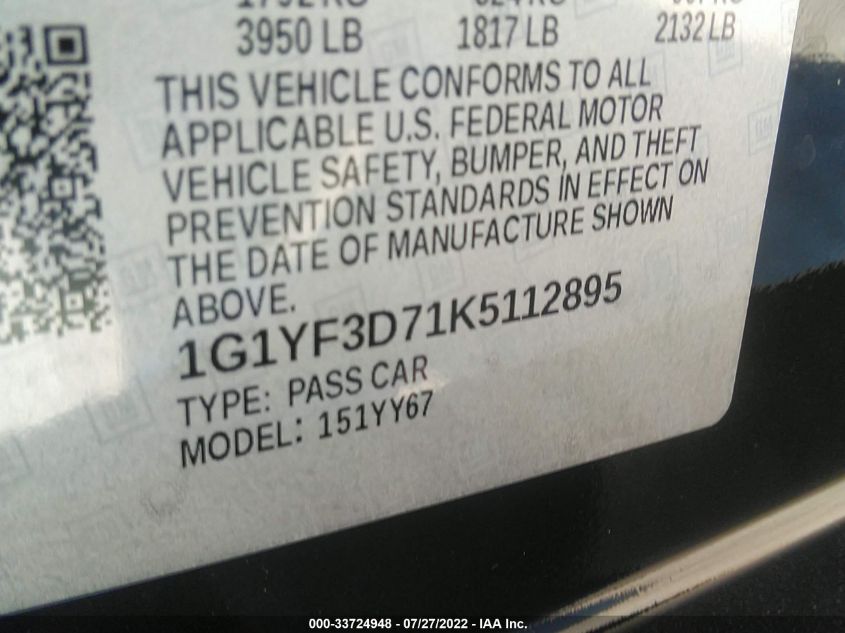 3950 LB 1817 LB 2132 LB
THIS VEHICLE CONFORMS TO ALL
APPLICABLE U.S. FEDERAL MOTOR
VEHICLE SAFETY, BUMPER, AND THEFT
PREVENTION STANDARDS IN EFFECT ON
THE DATE OF MANUFACTURE SHOWN
ABOVE.
1G1YF3D71K5112895
TYPE: PASS CAR
MODEL: 151YY67
000-33724948 - 07/27/2022 - IAA Inc.